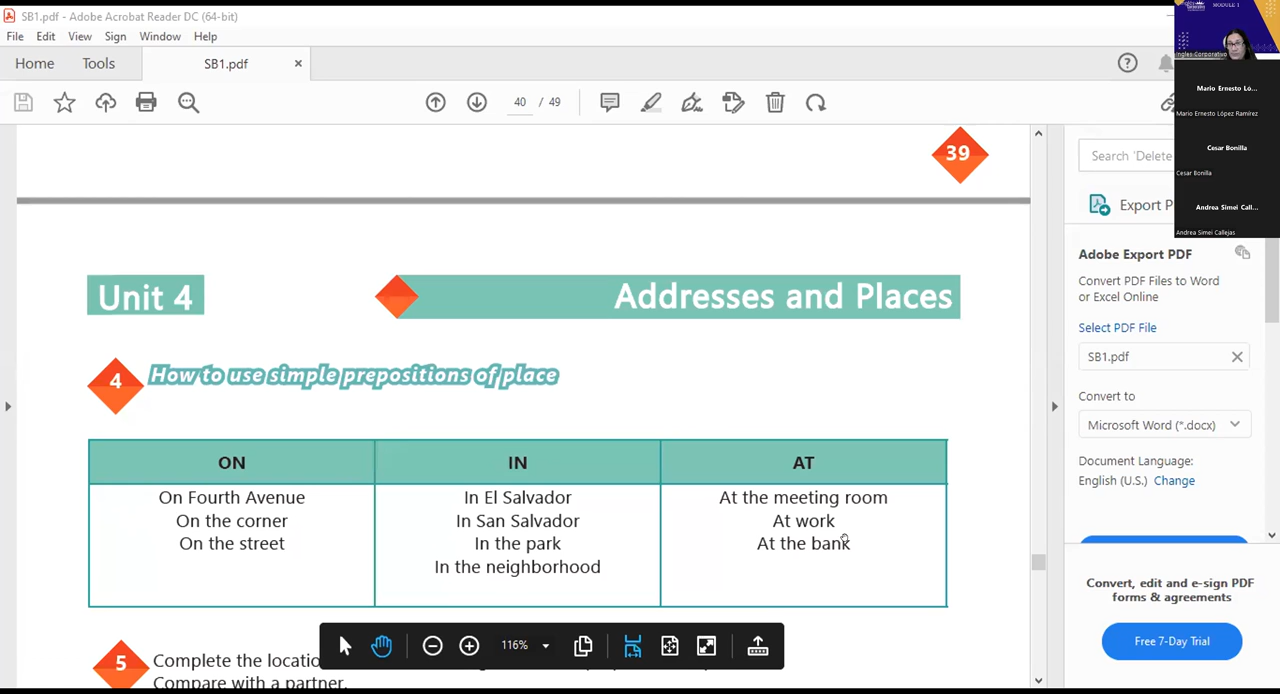 SB1.pdf - Adobe Acrobat Reader DC (64-bit)
File Edit View Sign Window Help
Home Tools SB1.pdf
40 / 49
MODULE 1
Ingles Corporativo
Mario Ernesto Ló...
Mario Ernesto López Ramírez
Cesar Bonilla
Cesar Bonilla
Andrea Simei Call...
Andrea Simei Callejas
39
Unit 4
Addresses and Places
4 How to use simple prepositions of place
ON IN AT
On Fourth Avenue In El Salvador At the meeting room
On the corner In San Salvador At work
On the street In the park At the bank
In the neighborhood
5 Complete the locatio
Compare with a partner.
116%
Search 'Delete
Export P
Adobe Export PDF
Convert PDF Files to Word
or Excel Online
Select PDF File
SB1.pdf
Convert to
Microsoft Word (*.docx)
Document Language:
English (U.S.) Change
Convert, edit and e-sign PDF
forms & agreements
Free 7-Day Trial